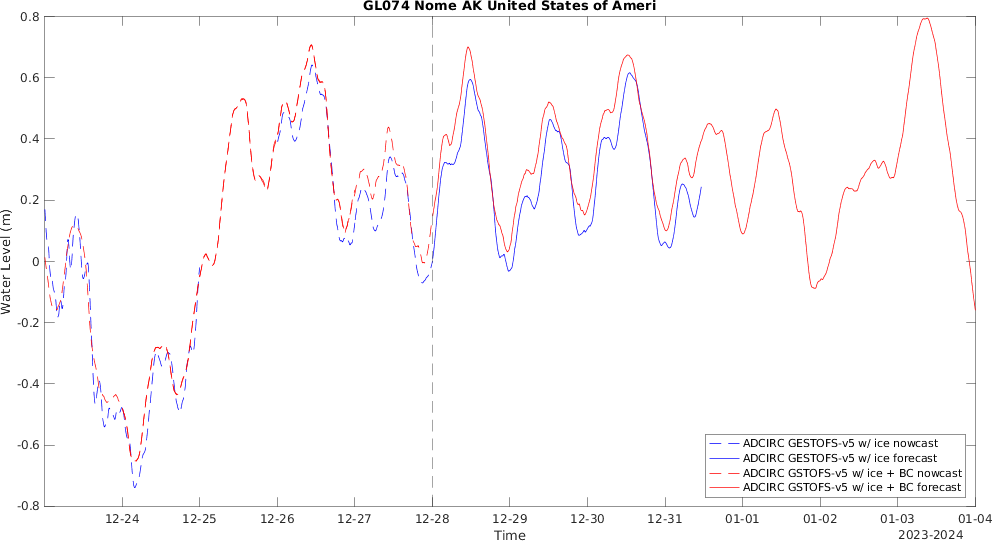 GL074 Nome AK United States of Ameri
Water Level (m)
0.8
0.6
0.4
0.2
0
-0.2
-0.4
-0.6
-0.8
12-24 12-25 12-26 12-27 12-28 12-29 12-30 12-31 01-01 01-02 01-03 01-04
Time
2023-2024
ADCIRC GESTOFS-v5 w/ ice nowcast
ADCIRC GESTOFS-v5 w/ ice forecast
ADCIRC GSTOFS-v5 w/ ice + BC nowcast
ADCIRC GSTOFS-v5 w/ ice + BC forecast